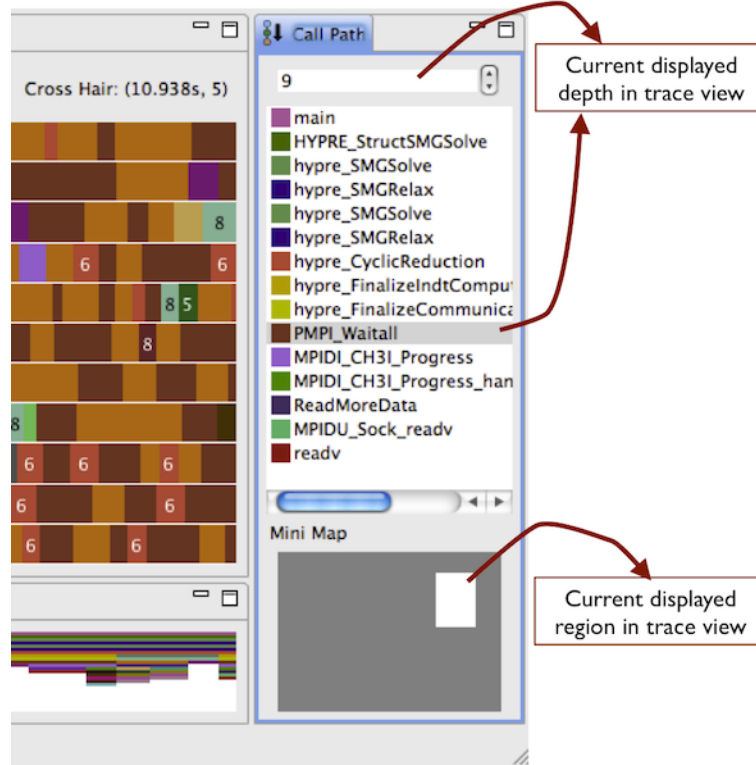 Call Path
Cross Hair: (10.938s, 5)
9
main
HYPRE_StructSMGSolve
hypre_SMGSolve
hypre_SMGRelax
hypre_SMGSolve
hypre_SMGRelax
hypre_CyclicReduction
hypre_FinalizeIndtComput
hypre_FinalizeCommunica
PMPI_Waitall
MPIDI_CH3I_Progress
MPIDI_CH3I_Progress_han
ReadMoreData
MPIDU_Sock_readv
readv
8
6 6
8 5
8
8
6 6 6
6 6
6 6
Mini Map
Current displayed
depth in trace view
Current displayed
region in trace view